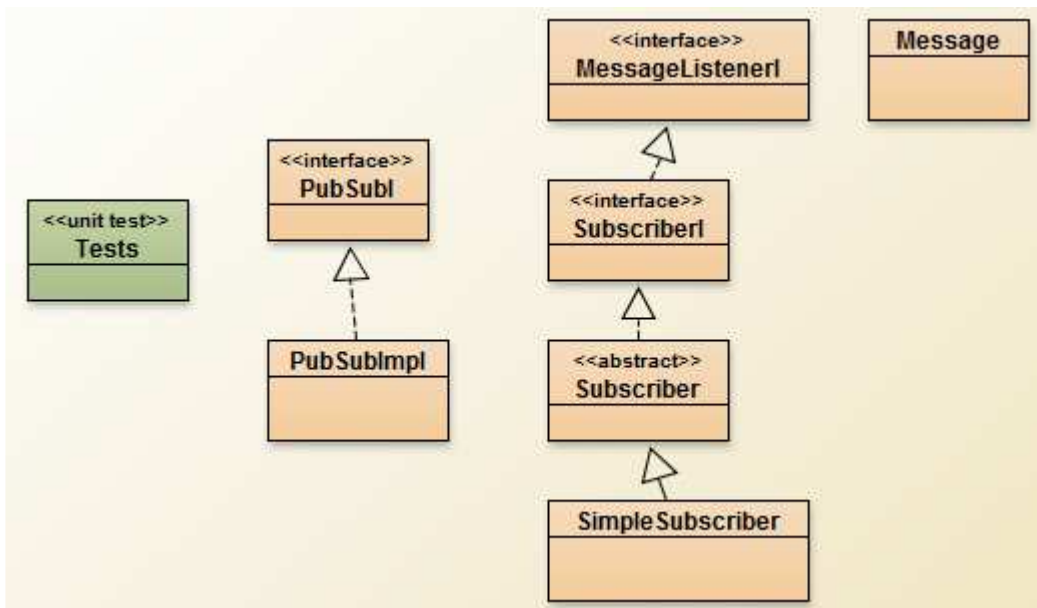 <<interface>>
MessageListenerI
Message
<<interface>>
PubSubI
<<interface>>
SubscriberI
<<unit test>>
Tests
PubSubImpl
<<abstract>>
Subscriber
SimpleSubscriber